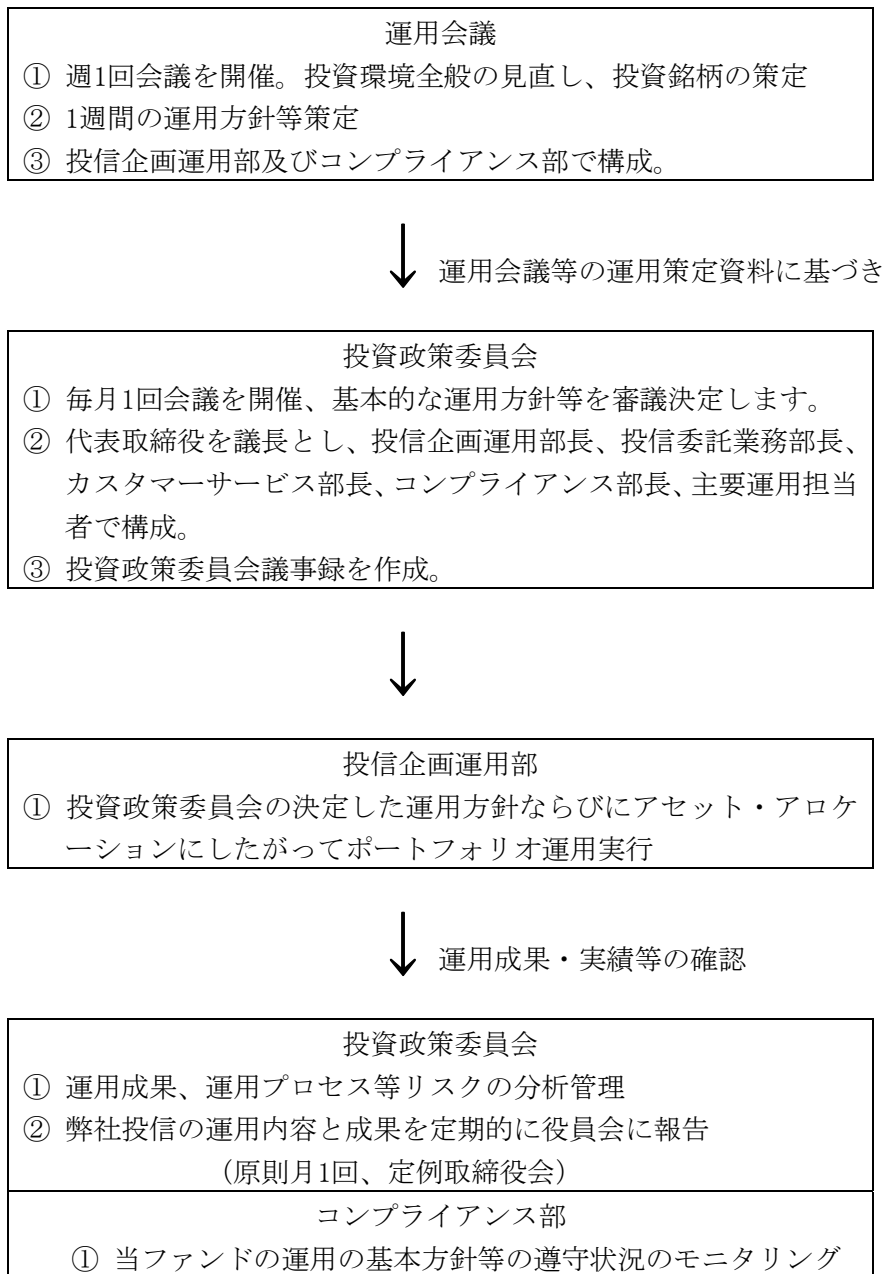 運用会議
① 週1回会議を開催。投資環境全般の見直し、投資銘柄の策定
② 1週間の運用方針等策定
③ 投信企画運用部及びコンプライアンス部で構成。
運用会議等の運用策定資料に基づき
投資政策委員会
① 毎月1回会議を開催、基本的な運用方針等を審議決定します。
② 代表取締役を議長とし、投信企画運用部長、投信委託業務部長、
カスタマーサービス部長、コンプライアンス部長、主要運用担当
者で構成。
③ 投資政策委員会議事録を作成。
投信企画運用部
① 投資政策委員会の決定した運用方針ならびにアセット・アロケ
ーションにしたがってポートフォリオ運用実行
運用成果・実績等の確認
投資政策委員会
① 運用成果、運用プロセス等リスクの分析管理
② 弊社投信の運用内容と成果を定期的に役員会に報告
（原則月1回、定例取締役会）
コンプライアンス部
① 当ファンドの運用の基本方針等の遵守状況のモニタリング